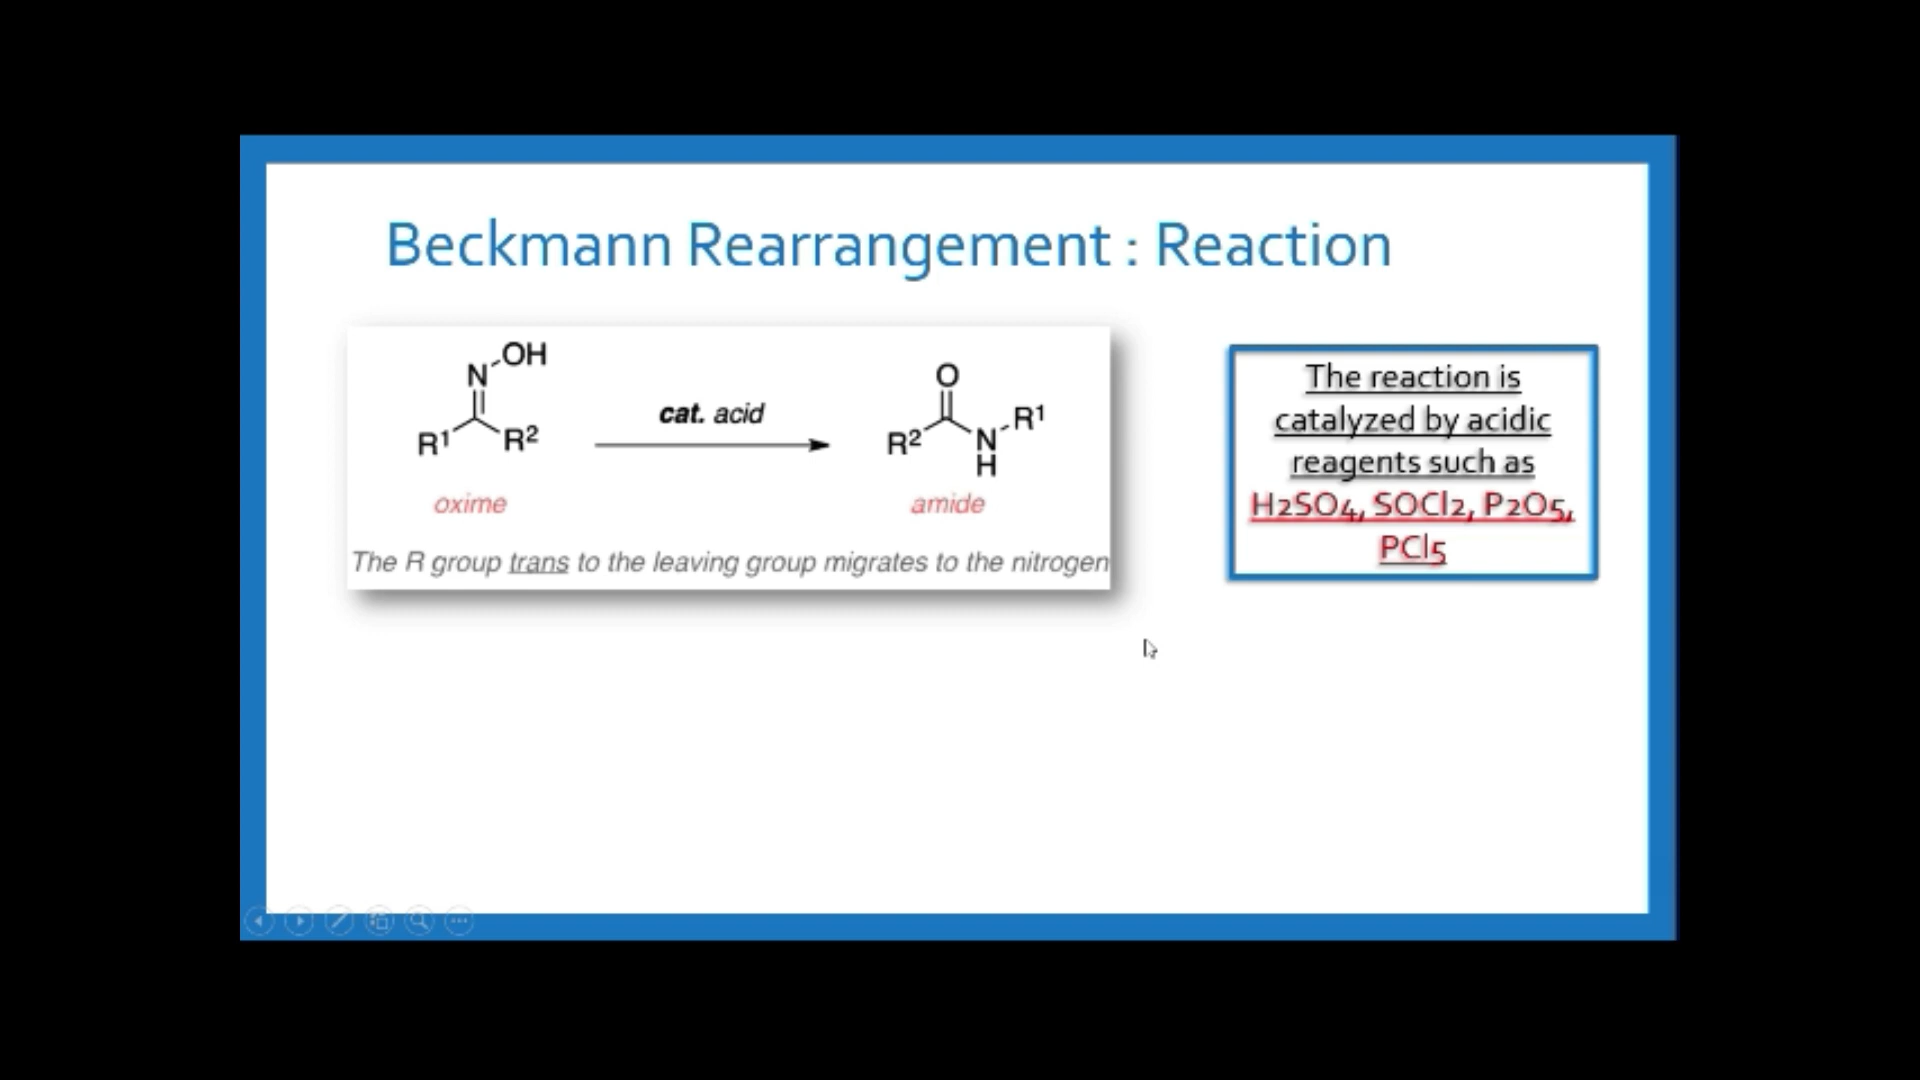 Beckmann Rearrangement : Reaction
N OH
R¹ R²
oxime
cat. acid
O
R² N R¹
H
amide
The R group trans to the leaving group migrates to the nitrogen
The reaction is
catalyzed by acidic
reagents such as
H2SO4, SOCl2, P2O5,
PCl5